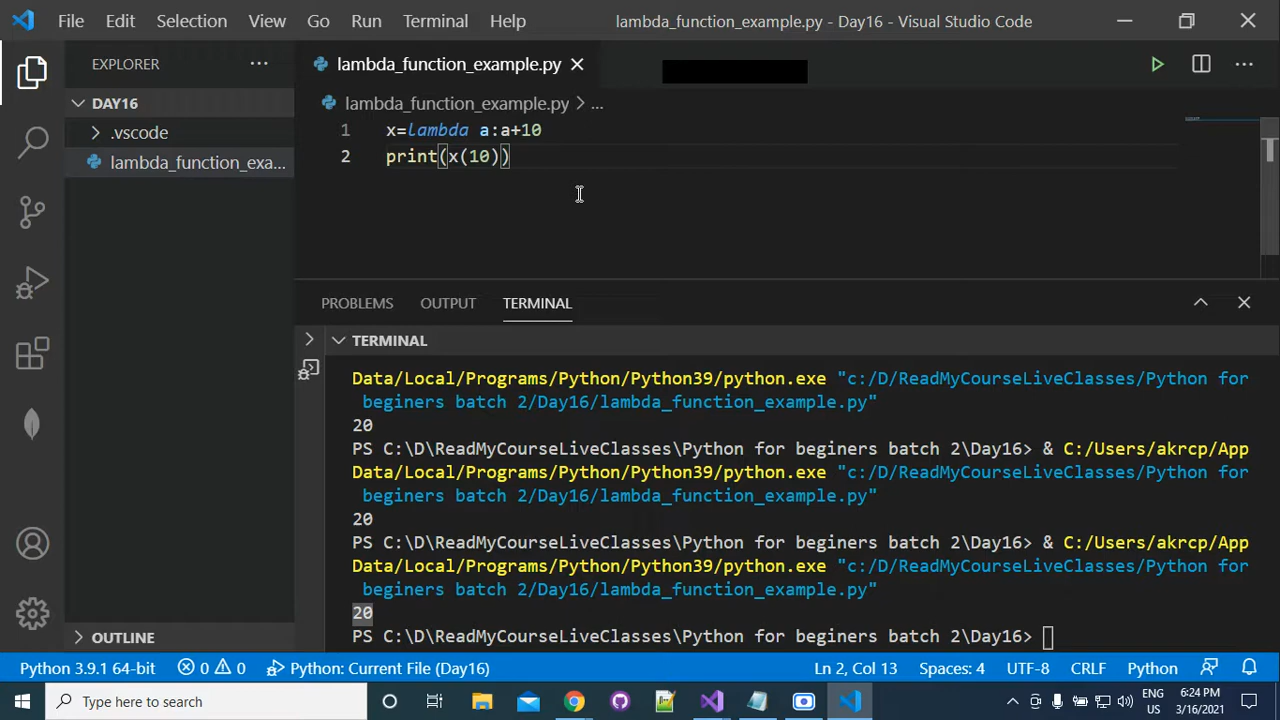 File Edit Selection View Go Run Terminal Help lambda_function_example.py - Day16 - Visual Studio Code
EXPLORER ...
lambda_function_example.py
DAY16
lambda_function_example.py > ...
.vscode
lambda_function_exa...
1 x=lambda a:a+10
2 print(x(10))
PROBLEMS OUTPUT TERMINAL
TERMINAL
Data/Local/Programs/Python/Python39/python.exe "c:/D/ReadMyCourseLiveClasses/Python for
beginers batch 2/Day16/lambda_function_example.py"
20
PS C:\D\ReadMyCourseLiveClasses\Python for beginers batch 2\Day16> & C:/Users/akrcp/App
Data/Local/Programs/Python/Python39/python.exe "c:/D/ReadMyCourseLiveClasses/Python for
beginers batch 2/Day16/lambda_function_example.py"
20
PS C:\D\ReadMyCourseLiveClasses\Python for beginers batch 2\Day16> & C:/Users/akrcp/App
Data/Local/Programs/Python/Python39/python.exe "c:/D/ReadMyCourseLiveClasses/Python for
beginers batch 2/Day16/lambda_function_example.py"
20
PS C:\D\ReadMyCourseLiveClasses\Python for beginers batch 2\Day16>
OUTLINE
Python 3.9.1 64-bit 0 0 Python: Current File (Day16) Ln 2, Col 13 Spaces: 4 UTF-8 CRLF Python
Type here to search
ENG
US
6:24 PM
3/16/2021